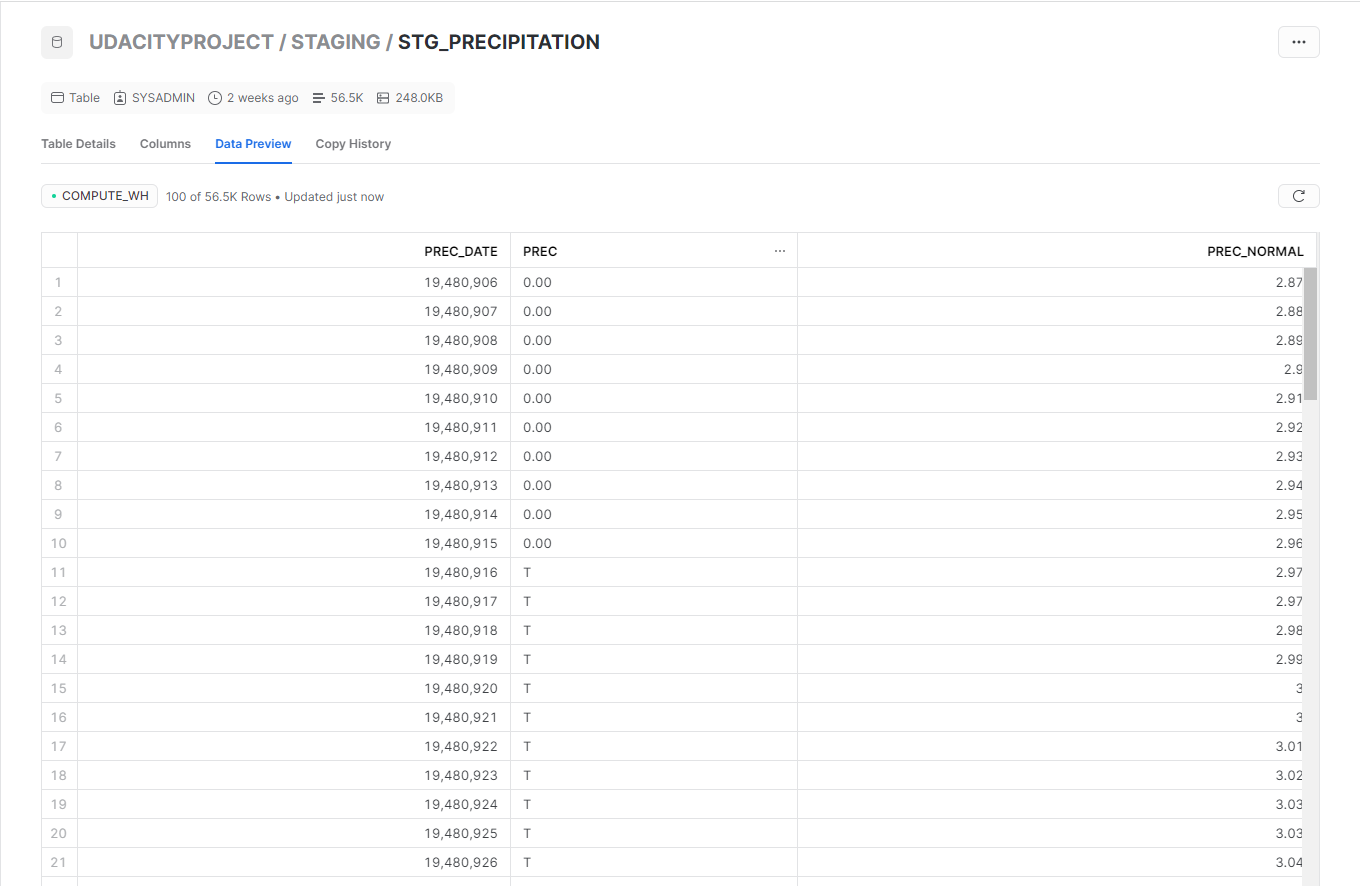 UDACITYPROJECT / STAGING / STG_PRECIPITATION
...
Table SYSADMIN 2 weeks ago 56.5K 248.0KB
Table Details Columns Data Preview Copy History
COMPUTE_WH 100 of 56.5K Rows • Updated just now
PREC_DATE PREC ... PREC_NORMAL
1 19,480,906 0.00 2.87
2 19,480,907 0.00 2.88
3 19,480,908 0.00 2.89
4 19,480,909 0.00 2.9
5 19,480,910 0.00 2.91
6 19,480,911 0.00 2.92
7 19,480,912 0.00 2.93
8 19,480,913 0.00 2.94
9 19,480,914 0.00 2.95
10 19,480,915 0.00 2.96
11 19,480,916 T 2.97
12 19,480,917 T 2.97
13 19,480,918 T 2.98
14 19,480,919 T 2.99
15 19,480,920 T 3
16 19,480,921 T 3
17 19,480,922 T 3.01
18 19,480,923 T 3.02
19 19,480,924 T 3.03
20 19,480,925 T 3.03
21 19,480,926 T 3.04